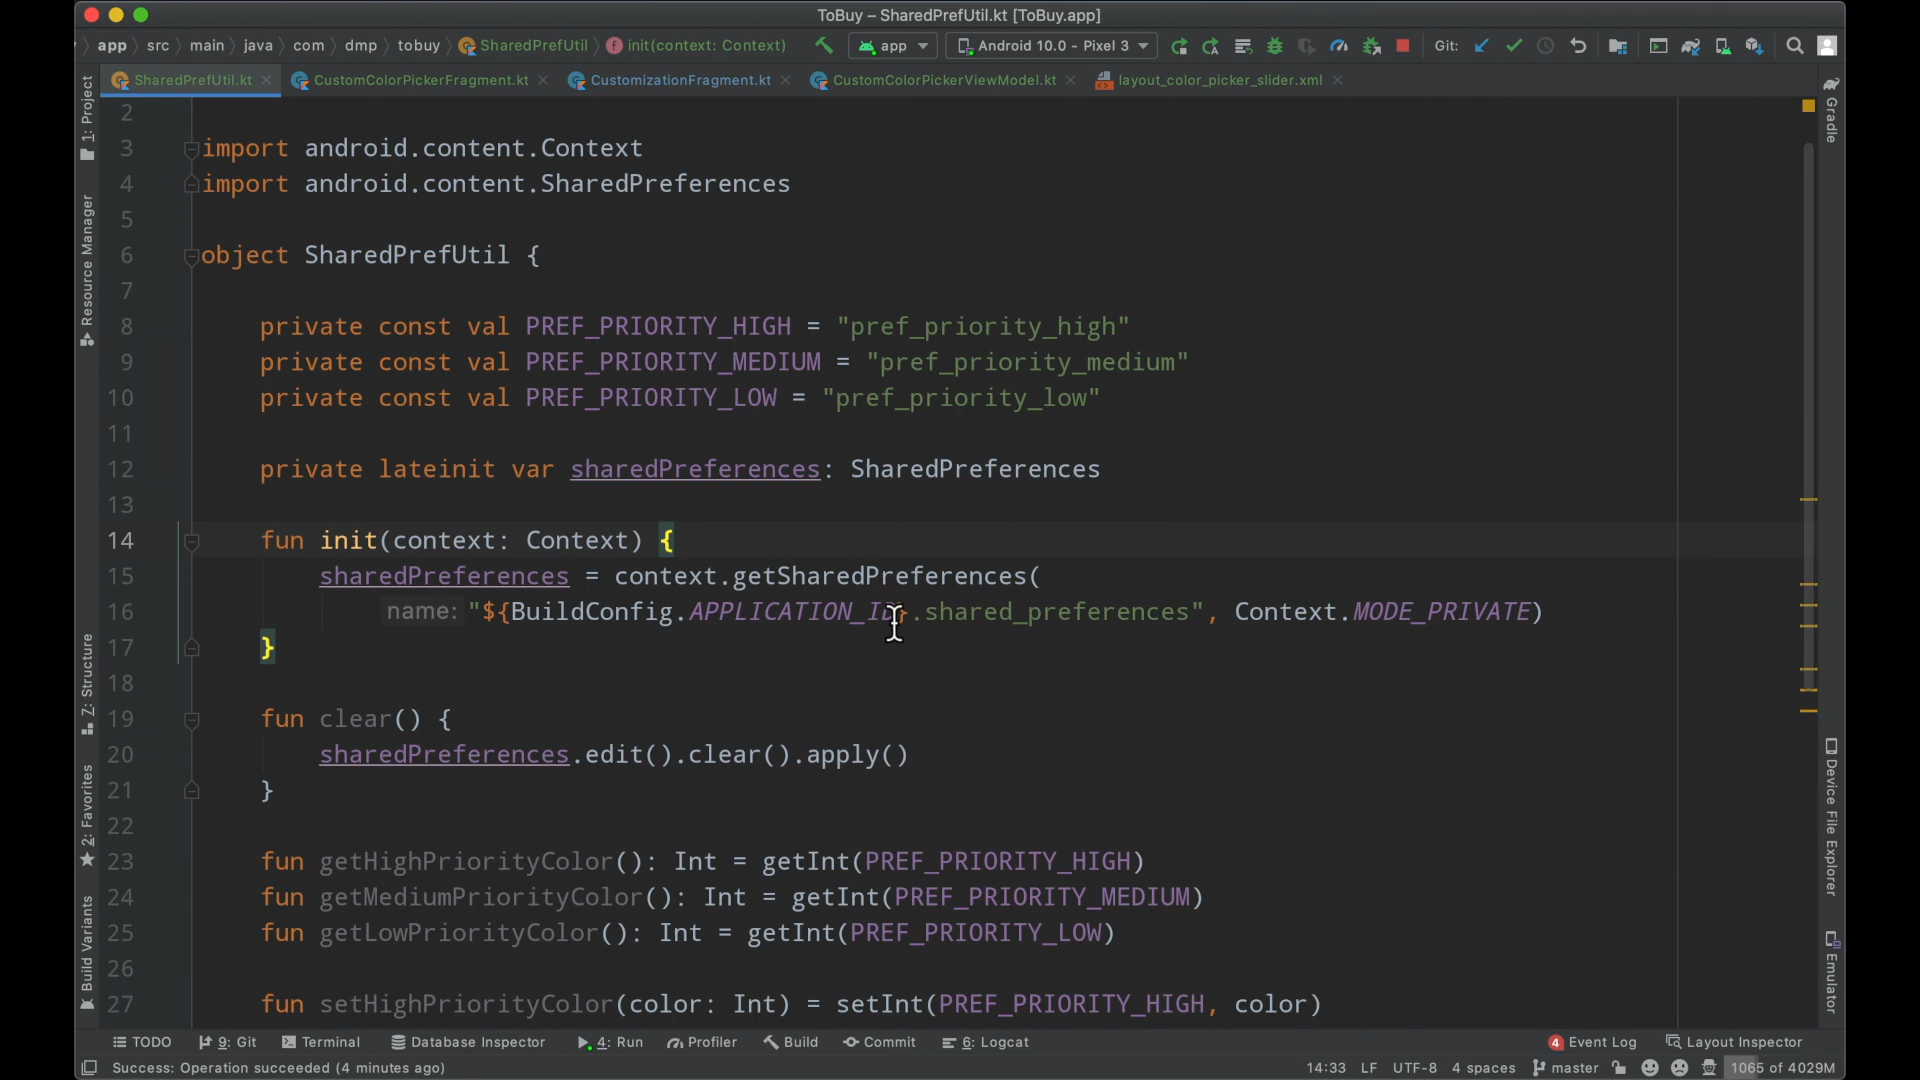 ToBuy – SharedPrefUtil.kt [ToBuy.app]
app src main java com dmp tobuy SharedPrefUtil init(context: Context) app Android 10.0 - Pixel 3 Git:
SharedPrefUtil.kt CustomColorPickerFragment.kt CustomizationFragment.kt CustomColorPickerViewModel.kt layout_color_picker_slider.xml
1: Project
Resource Manager
Z: Structure
2: Favorites
Build Variants
2
3 import android.content.Context
4 import android.content.SharedPreferences
5
6 object SharedPrefUtil {
7
8 private const val PREF_PRIORITY_HIGH = "pref_priority_high"
9 private const val PREF_PRIORITY_MEDIUM = "pref_priority_medium"
10 private const val PREF_PRIORITY_LOW = "pref_priority_low"
11
12 private lateinit var sharedPreferences: SharedPreferences
13
14 fun init(context: Context) {
15 sharedPreferences = context.getSharedPreferences(
16 name: "${BuildConfig.APPLICATION_ID}.shared_preferences", Context.MODE_PRIVATE)
17 }
18
19 fun clear() {
20 sharedPreferences.edit().clear().apply()
21 }
22
23 fun getHighPriorityColor(): Int = getInt(PREF_PRIORITY_HIGH)
24 fun getMediumPriorityColor(): Int = getInt(PREF_PRIORITY_MEDIUM)
25 fun getLowPriorityColor(): Int = getInt(PREF_PRIORITY_LOW)
26
27 fun setHighPriorityColor(color: Int) = setInt(PREF_PRIORITY_HIGH, color)
Gradle
Device File Explorer
Emulator
TODO 9: Git Terminal Database Inspector 4: Run Profiler Build Commit 6: Logcat 4 Event Log Layout Inspector
Success: Operation succeeded (4 minutes ago) 14:33 LF UTF-8 4 spaces master 1065 of 4029M